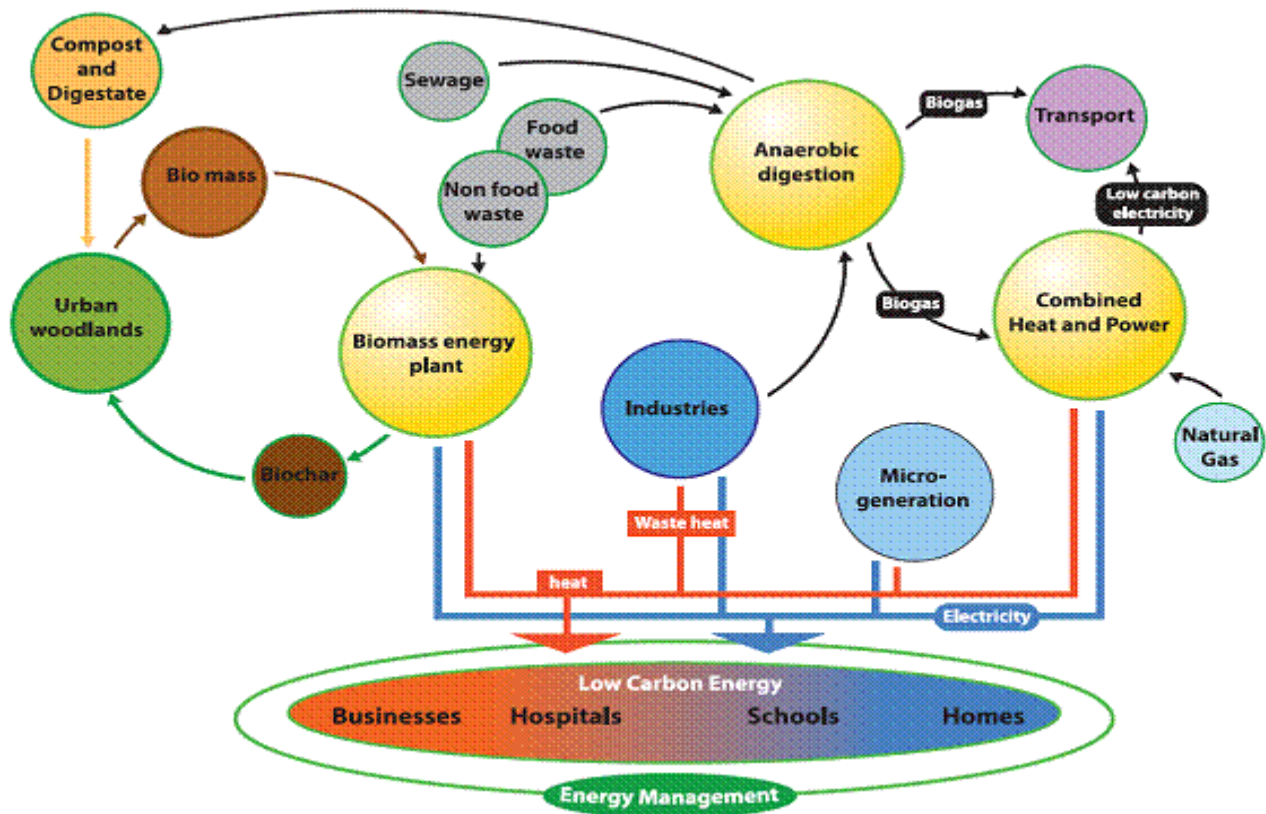 Compost
and
Digestate
Sewage
Food
waste
Non food
waste
Bio mass
Anaerobic
digestion
Biogas
Transport
Low carbon
electricity
Urban
woodlands
Biomass energy
plant
Biogas
Combined
Heat and Power
Industries
Natural
Gas
Biochar
Micro-
generation
Waste heat
heat
Electricity
Low Carbon Energy
Businesses Hospitals Schools Homes
Energy Management